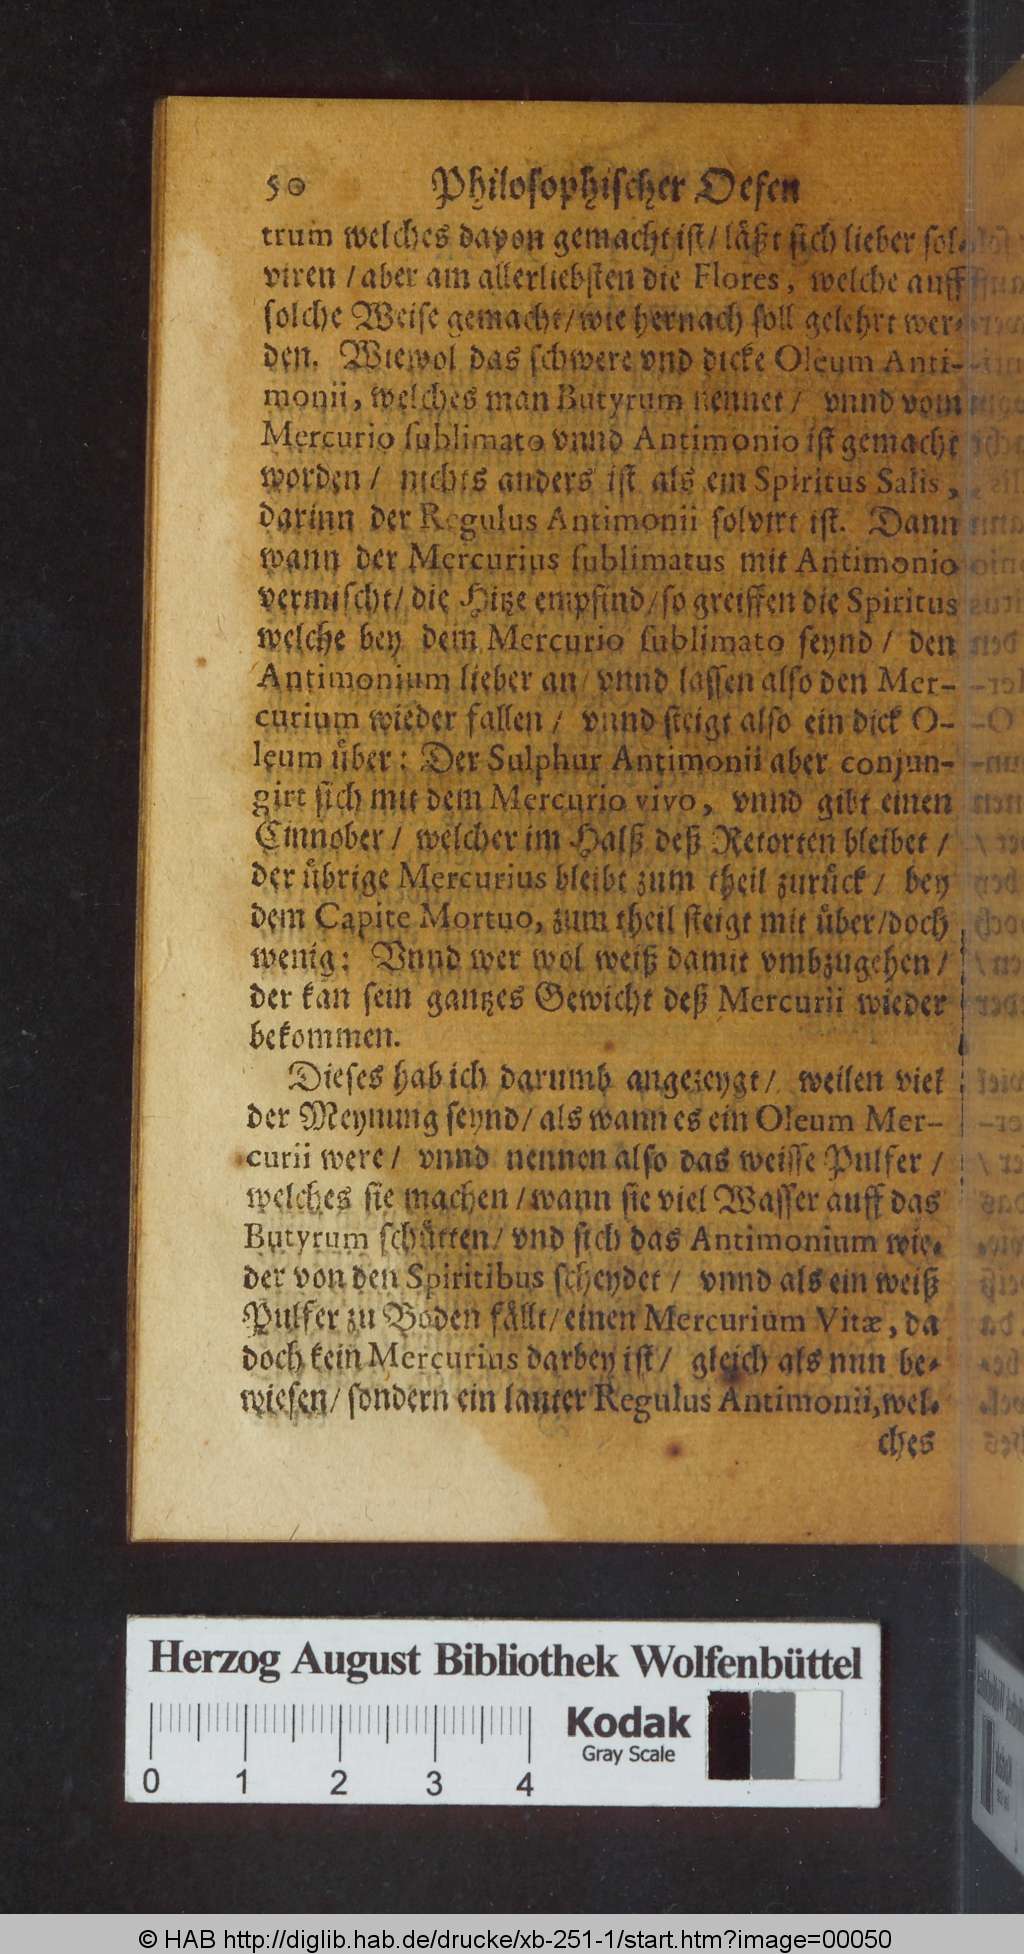 50 Philosophischer Oefen
trum welches davon gemacht ist/ läßt sich lieber sol-
viren / aber am allerliebsten die Flores, welche auff
solche Weise gemacht/ wie hernach soll gelehrt wer-
den. Wiewol das schwere vnd dicke Oleum Anti-
monii, welches man Butyrum nennet / vnnd vom
Mercurio sublimato vnnd Antimonio ist gemacht
worden / nichts anders ist als ein Spiritus Salis,
darinn der Regulus Antimonii solvirt ist. Dann
wann der Mercurius sublimatus mit Antimonio
vermischt/ die Hitze empfind/ so greiffen die Spiritus
welche bey dem Mercurio sublimato seynd / den
Antimonium lieber an/ vnnd lassen also den Mer-
curium wieder fallen / vnnd steigt also ein dick O-
leum über: Der Sulphur Antimonii aber conjun-
girt sich mit dem Mercurio vivo, vnnd gibt einen
Cinnober / welcher im Halß deß Retorten bleibet /
der übrige Mercurius bleibt zum theil zurück / bey
dem Capite Mortuo, zum theil steigt mit über/doch
wenig: Vnnd wer wol weiß damit vmbzugehen /
der kan sein gantzes Gewicht deß Mercurii wieder
bekommen.
Dieses hab ich darumb angezeygt / weilen viel
der Meynung seynd/ als wann es ein Oleum Mer-
curii were / vnnd nennen also das weisse Pulfer /
welches sie machen / wann sie viel Wasser auff das
Butyrum schütten/ vnd sich das Antimonium wie-
der von den Spiritibus scheydet / vnnd als ein weiß
Pulfer zu Boden fällt/ einen Mercurium Vitæ, da
doch kein Mercurius darbey ist / gleich als nun be-
wiesen/ sondern ein lauter Regulus Antimonii, wel-
ches
Herzog August Bibliothek Wolfenbüttel
Kodak
Gray Scale
0 1 2 3 4
© HAB http://diglib.hab.de/drucke/xb-251-1/start.htm?image=00050